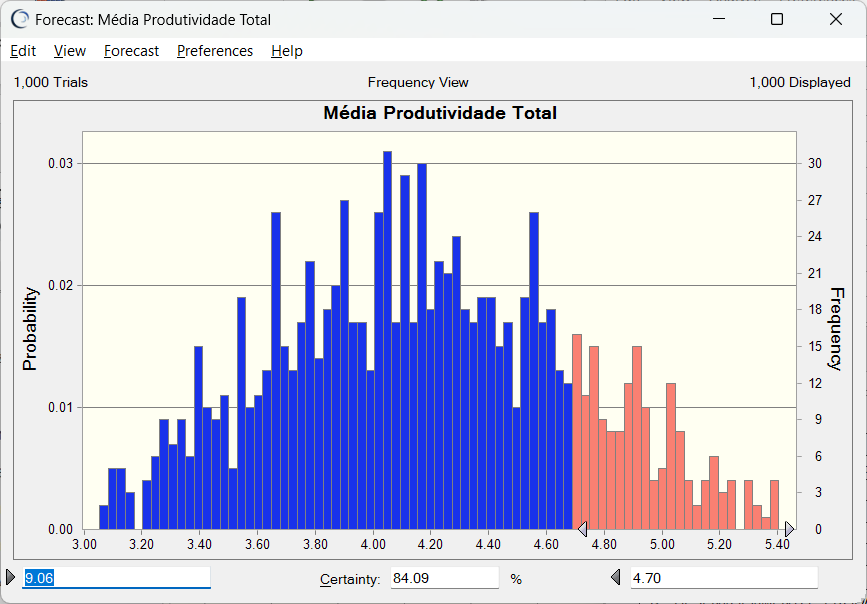 Forecast: Média Produtividade Total
Edit View Forecast Preferences Help
1,000 Trials Frequency View 1,000 Displayed
Média Produtividade Total
Probability
0.03
0.02
0.01
0.00
30
27
24
21
18
15
12
9
6
3
0
Frequency
3.00 3.20 3.40 3.60 3.80 4.00 4.20 4.40 4.60 4.80 5.00 5.20 5.40
9.06 Certainty: 84.09 % 4.70